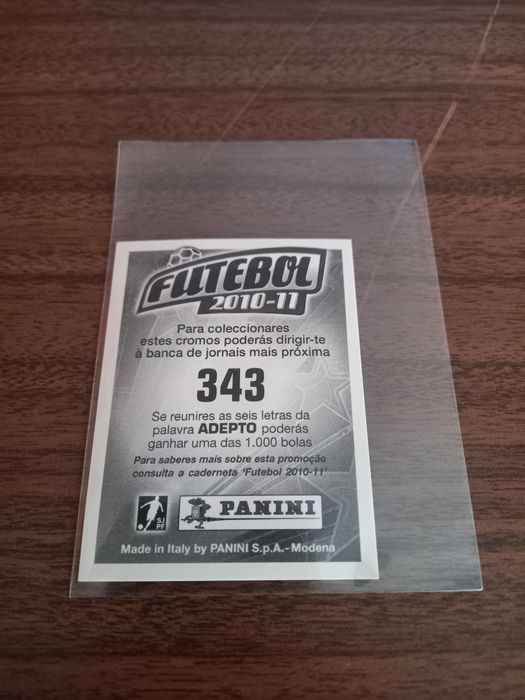 FUTEBOL
2010-11
Para coleccionares
estes cromos poderás dirigir-te
à banca de jornais mais próxima
343
Se reunires as seis letras da
palavra ADEPTO poderás
ganhar uma das 1.000 bolas
Para saberes mais sobre esta promoção
consulta a caderneta 'Futebol 2010-11'
SJ
PF
PANINI
Made in Italy by PANINI S.p.A.-Modena